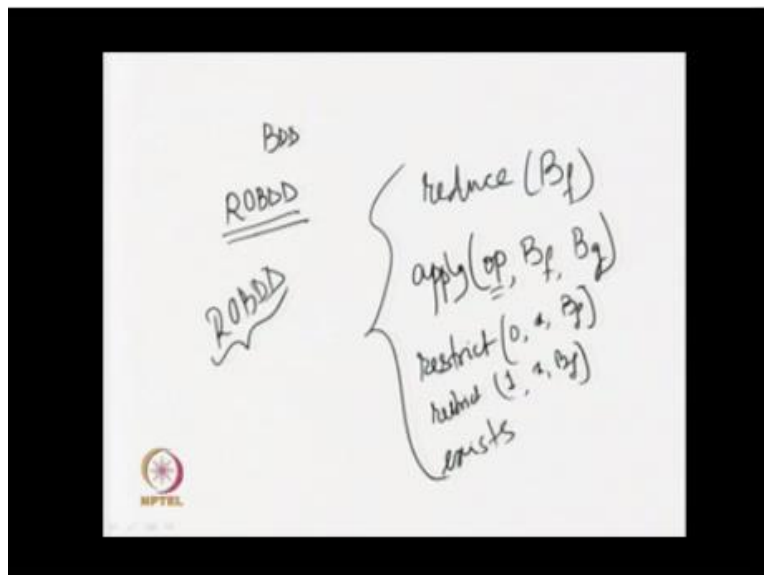 BDD
ROBDD
ROBDD
reduce (Bf)
apply (op, Bf, Bg)
restrict (0, x, Bf)
restrict (1, x, Bf)
exists
NPTEL